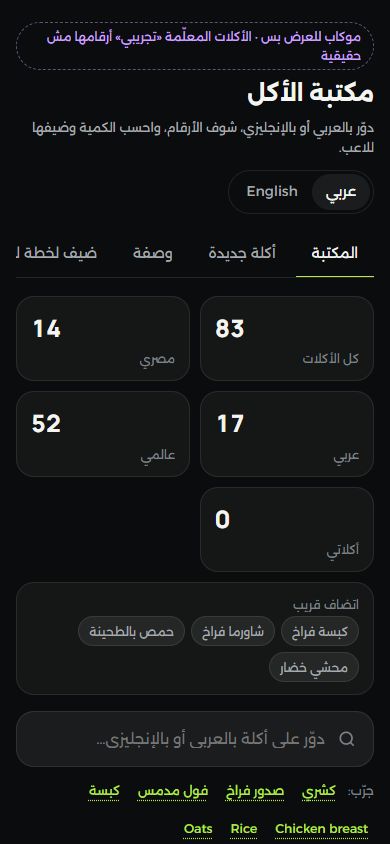 موكاب للعرض بس · الأكلات المعلّمة «تجريبي» أرقامها مش
حقيقية
مكتبة الأكل
دوّر بالعربي أو بالإنجليزي، شوف الأرقام، واحسب الكمية وضيفها
للاعب.
عربي English
المكتبة أكلة جديدة وصفة ضيف لخطة
83 14
كل الأكلات مصري
17 52
عربي عالمي
0
أكلاتي
اتضاف قريب
كبسة فراخ شاورما فراخ حمص بالطحينة
محشي خضار
دوّر على أكلة بالعربي أو بالإنجليزي...
جرّب: كشري صدور فراخ فول مدمس كبسة
Chicken breast Rice Oats